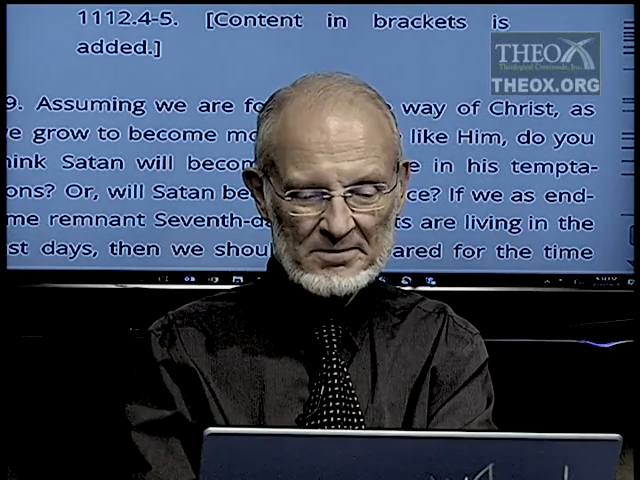 1112.4-5. [Content in brackets is
added.]
THEOX
Theological Crossroads, Inc.
THEOX.ORG
9. Assuming we are fo way of Christ, as
e grow to become mo like Him, do you
hink Satan will becom e in his tempta-
ons? Or, will Satan be ce? If we as end-
me remnant Seventh-d ts are living in the
st days, then we shou ared for the time